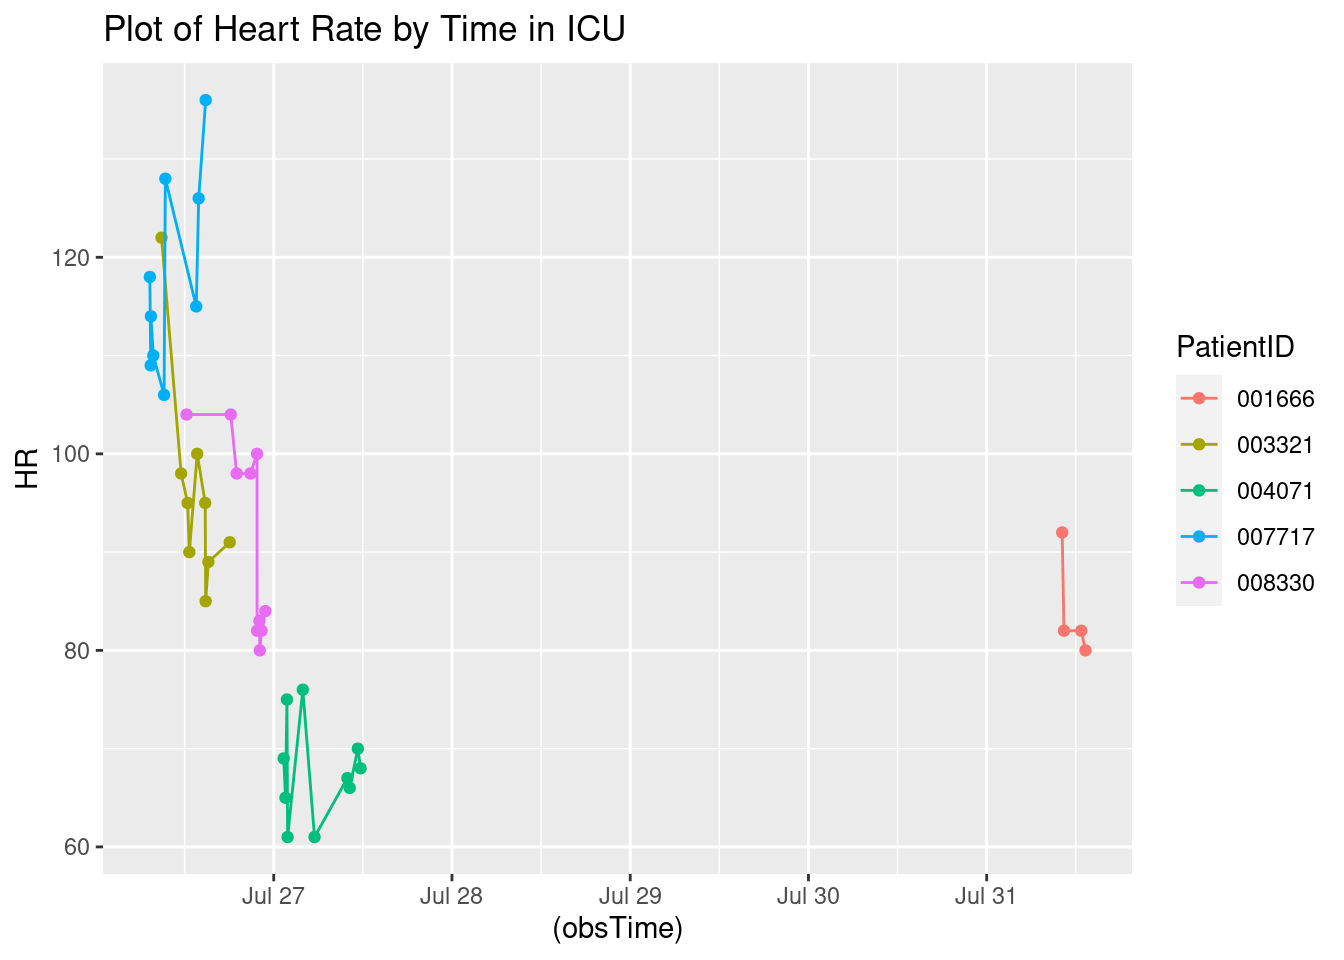 Plot of Heart Rate by Time in ICU
120
100
80
60
HR
Jul 27 Jul 28 Jul 29 Jul 30 Jul 31
(obsTime)
PatientID
001666
003321
004071
007717
008330